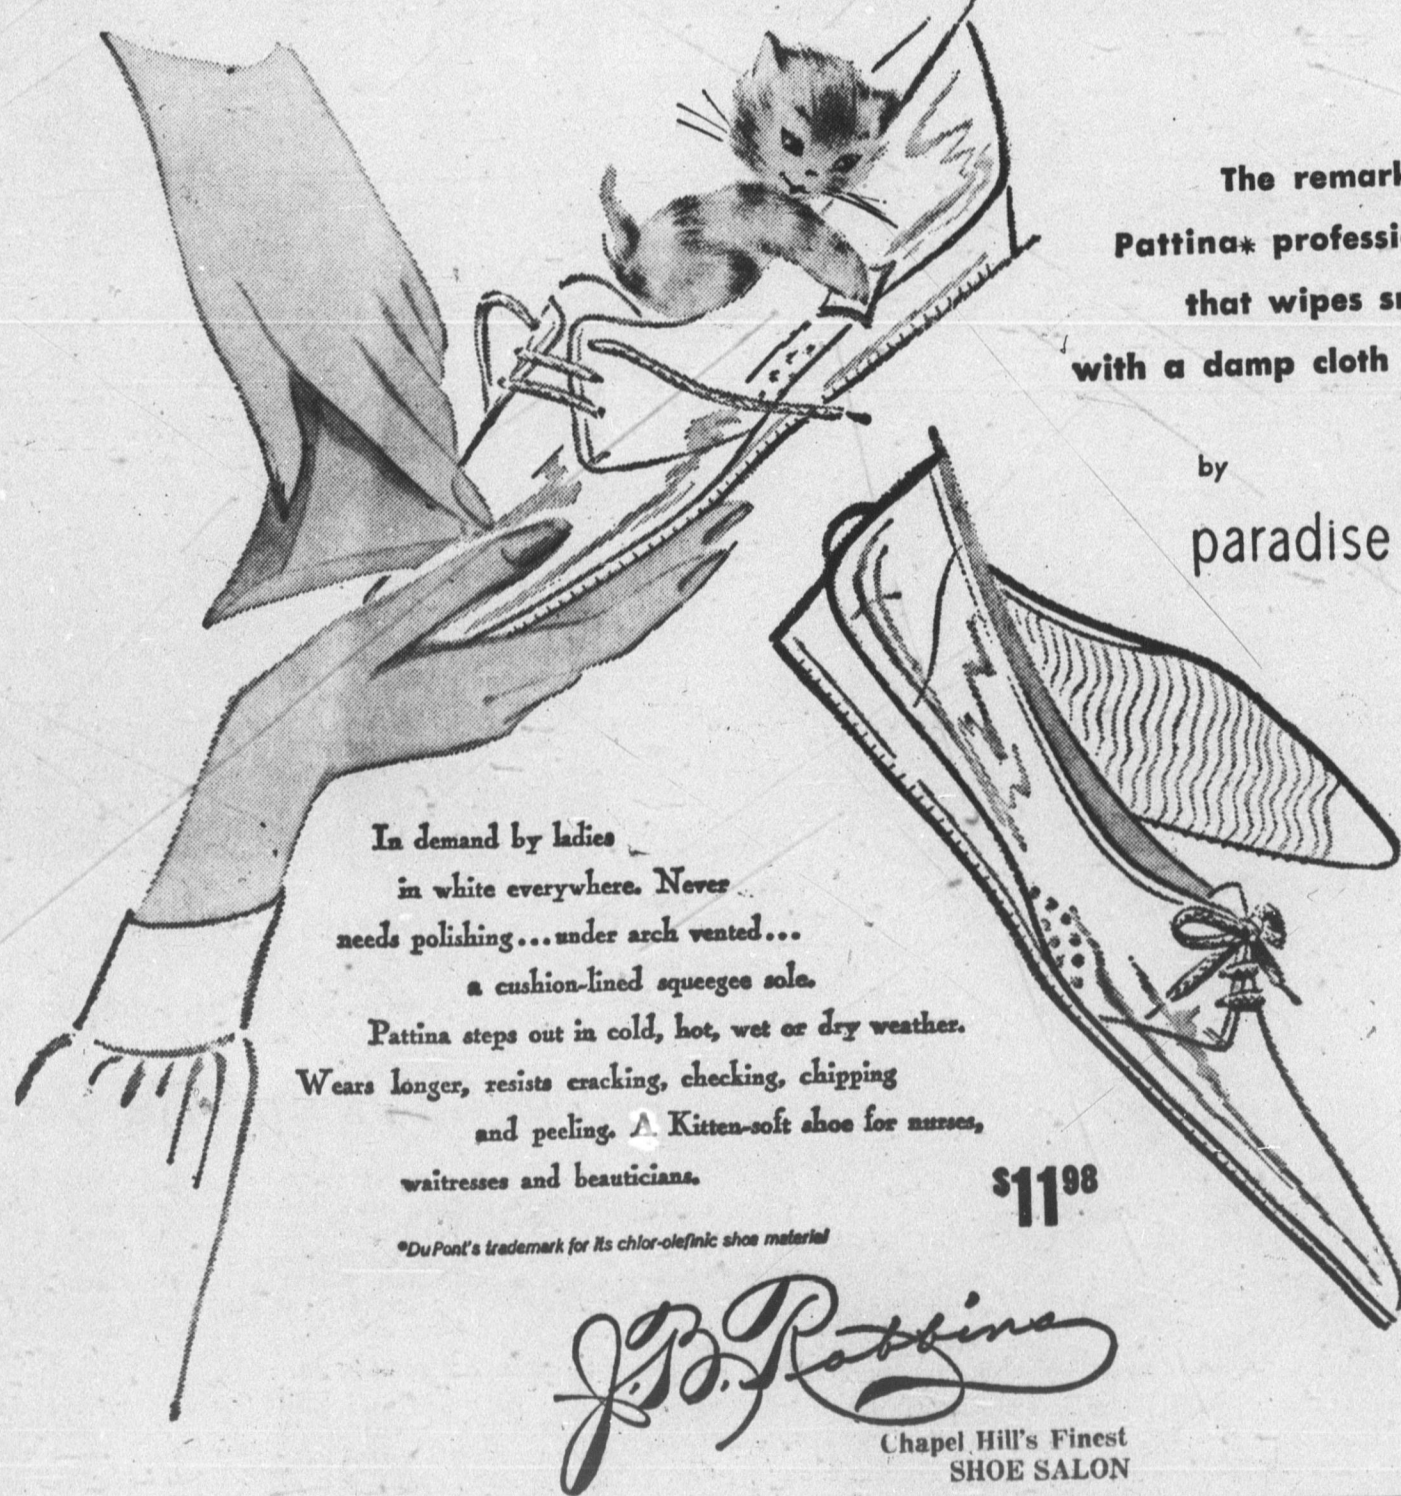 The remark
Pattina* professi
that wipes
with a damp cloth
by
paradise
In demand by ladies
in white everywhere. Never
needs polishing...under arch vented...
a cushion-lined squeegee sole.
Pattina steps out in cold, hot, wet or dry weather.
Wears longer, resists cracking, checking, chipping
and peeling. A Kitten-soft shoe for nurses,
waitresses and beauticians.
$11 98
*DuPont's trademark for its chlor-olefinic shoe material
J. B. Robbins
Chapel Hill's Finest
SHOE SALON